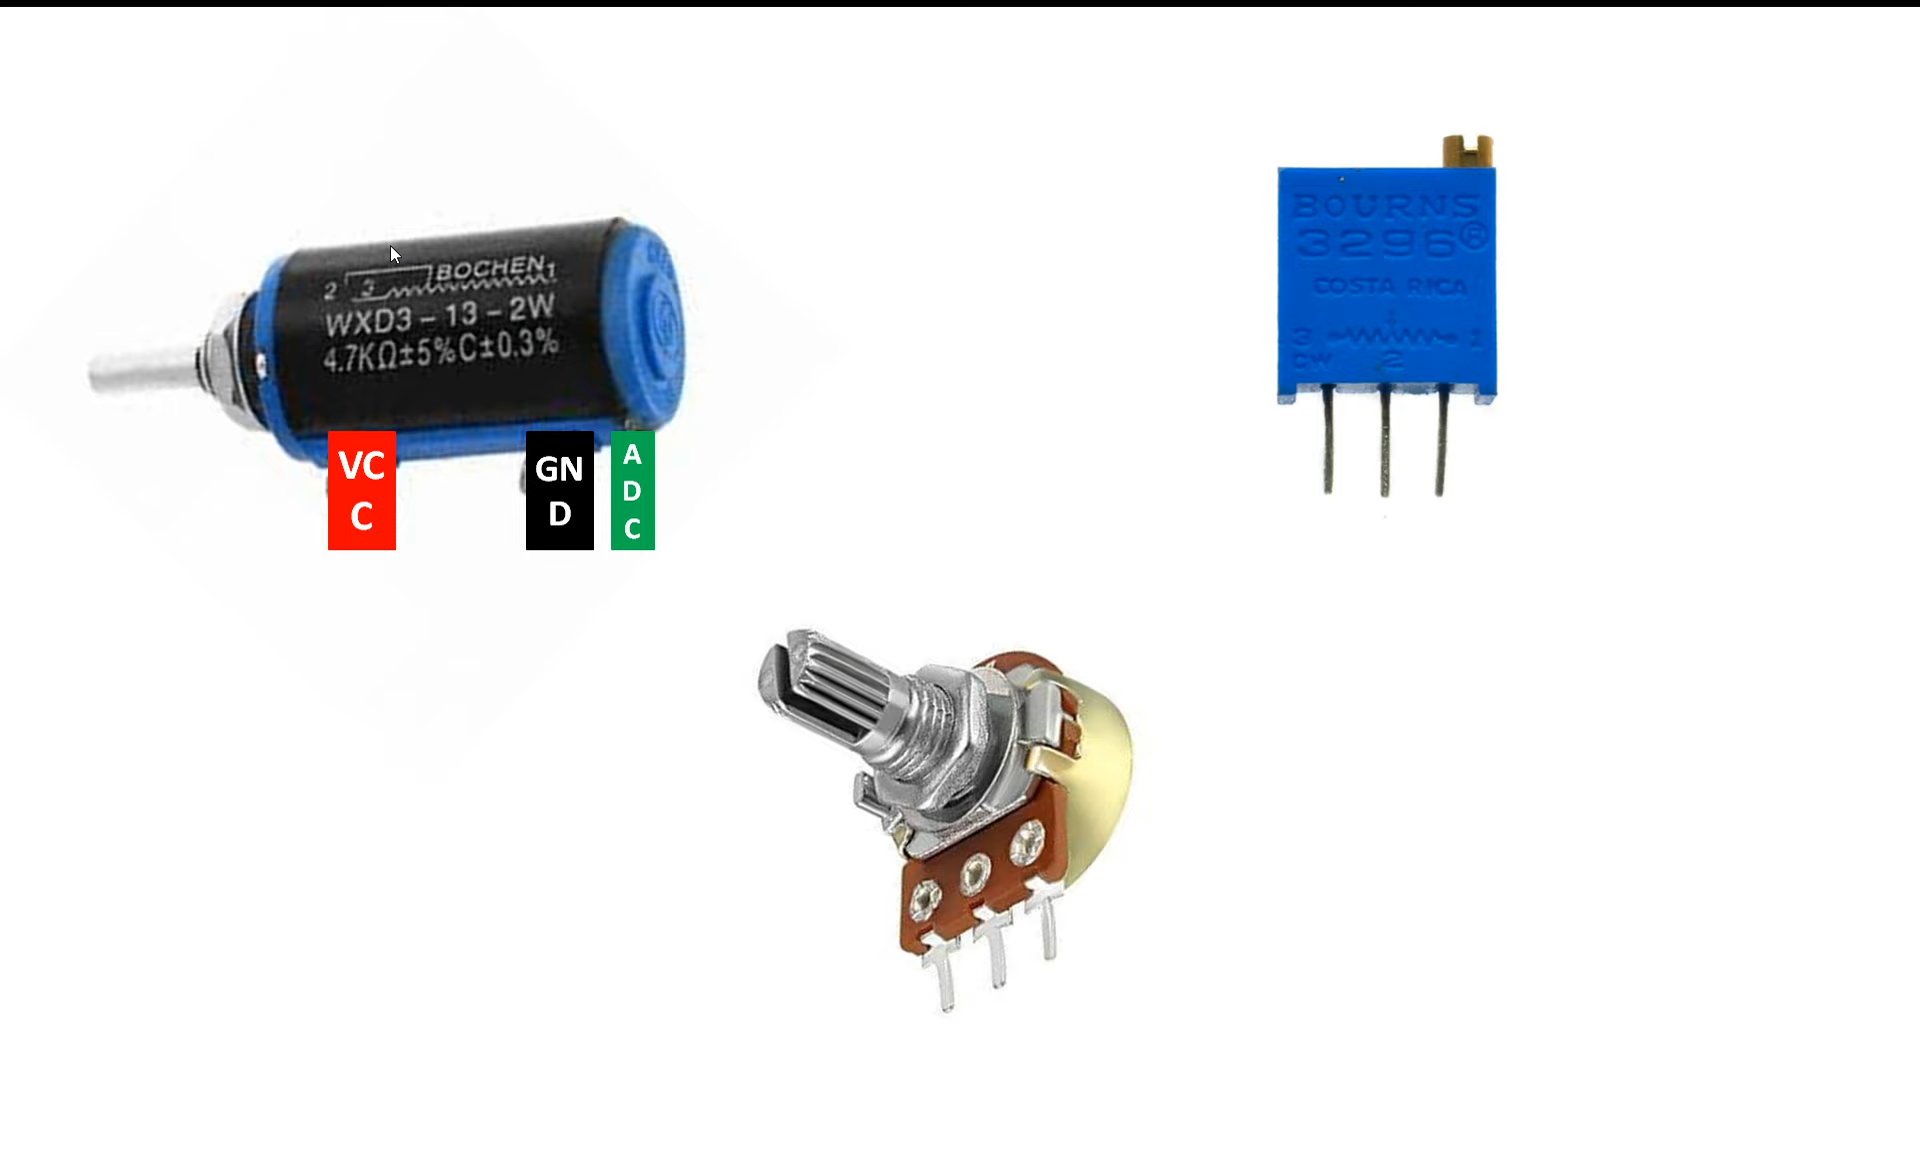 2 3 BOCHEN 1
WXD3-13-2W
4.7KΩ±5%C±0.3%
VC
C
GN
D
A
D
C
BOURNS
3296®
COSTA RICA
3 1
CW 2